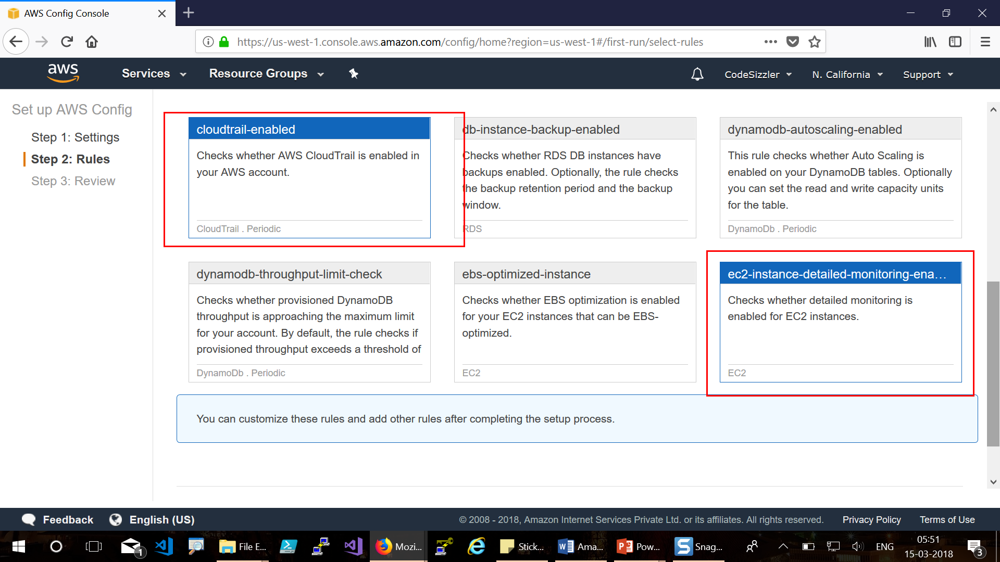 AWS Config Console
https://us-west-1.console.aws.amazon.com/config/home?region=us-west-1#/first-run/select-rules
aws
Services
Resource Groups
CodeSizzler
N. California
Support
Set up AWS Config
Step 1: Settings
Step 2: Rules
Step 3: Review
cloudtrail-enabled
Checks whether AWS CloudTrail is enabled in
your AWS account.
CloudTrail . Periodic
db-instance-backup-enabled
Checks whether RDS DB instances have
backups enabled. Optionally, the rule checks
the backup retention period and the backup
window.
RDS
dynamodb-autoscaling-enabled
This rule checks whether Auto Scaling is
enabled on your DynamoDB tables. Optionally
you can set the read and write capacity units
for the table.
DynamoDb . Periodic
dynamodb-throughput-limit-check
Checks whether provisioned DynamoDB
throughput is approaching the maximum limit
for your account. By default, the rule checks if
provisioned throughput exceeds a threshold of
DynamoDb . Periodic
ebs-optimized-instance
Checks whether EBS optimization is enabled
for your EC2 instances that can be EBS-
optimized.
EC2
ec2-instance-detailed-monitoring-ena…
Checks whether detailed monitoring is
enabled for EC2 instances.
EC2
You can customize these rules and add other rules after completing the setup process.
Feedback
English (US)
© 2008 - 2018, Amazon Internet Services Private Ltd. or its affiliates. All rights reserved.
Privacy Policy
Terms of Use
1
File E...
Mozi...
Stick...
Ama...
Pow...
Snag...
ENG
05:51
15-03-2018
3